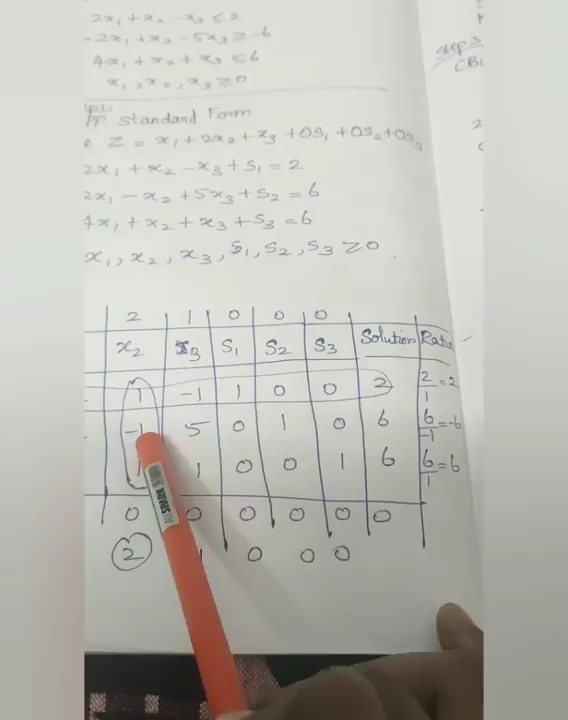 2x₁ + x₂ - x₃ ≤ 2
-2x₁ + x₂ - 5x₃ ≥ -6
4x₁ + x₂ + x₃ ≤ 6
x₁, x₂, x₃ ≥ 0
Standard Form
Z = x₁ + 2x₂ + x₃ + 0S₁ + 0S₂ + 0S₃
2x₁ + x₂ - x₃ + S₁ = 2
2x₁ - x₂ + 5x₃ + S₂ = 6
4x₁ + x₂ + x₃ + S₃ = 6
x₁, x₂, x₃, S₁, S₂, S₃ ≥ 0.
2 1 0 0 0
x₂ x₃ S₁ S₂ S₃ Solution Ratio
1 -1 1 0 0 2 2/1 = 2
-1 5 0 1 0 6 6/-1 = -6
1 1 0 0 1 6 6/1 = 6
0 0 0 0 0 0
2 1 0 0 0
Step 3